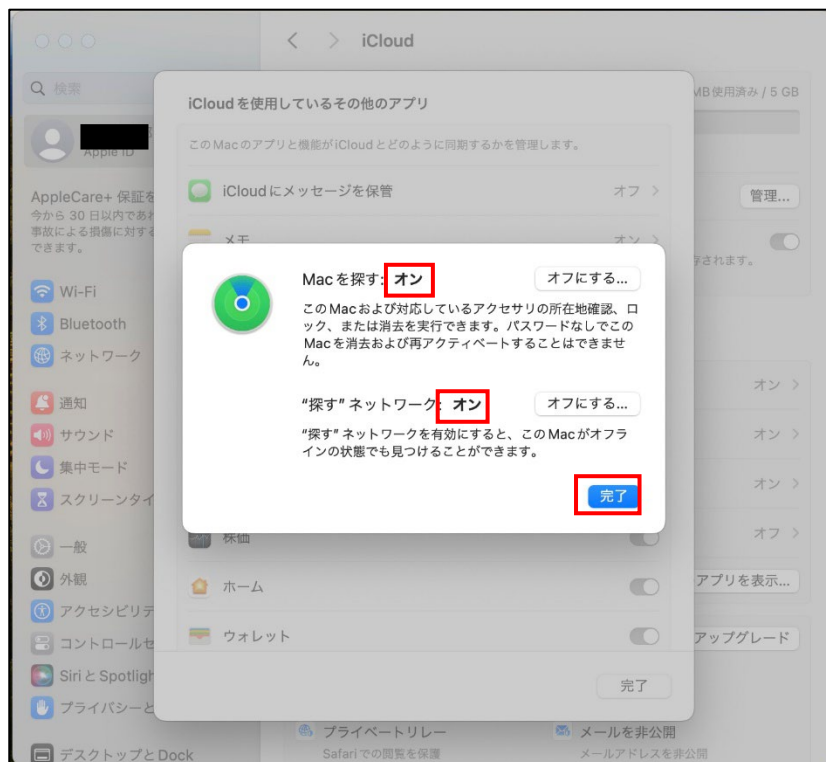 iCloud
検索
MB使用済み / 5 GB
iCloudを使用しているその他のアプリ
このMacのアプリと機能がiCloudとどのように同期するかを管理します。
Apple ID
AppleCare+ 保証を
今から 30 日以内であれ
事故による損傷に対する
できます。
iCloudにメッセージを保管
オフ
管理...
メモ
オン
存されます。
Macを探す: オン
オフにする...
このMacおよび対応しているアクセサリの所在地確認、ロ
ック、または消去を実行できます。パスワードなしでこの
Macを消去および再アクティベートすることはできませ
ん。
“探す”ネットワーク: オン
オフにする...
“探す”ネットワークを有効にすると、このMacがオフラ
インの状態でも見つけることができます。
完了
Wi-Fi
Bluetooth
ネットワーク
通知
サウンド
集中モード
スクリーンタイ
一般
外観
アクセシビリテ
コントロールセ
Siri と Spotligh
プライバシーと
デスクトップとDock
オン
オン
オン
オフ
株価
ホーム
アプリを表示...
ウォレット
アップグレード
完了
プライベートリレー
Safariでの閲覧を保護
メールを非公開
メールアドレスを非公開